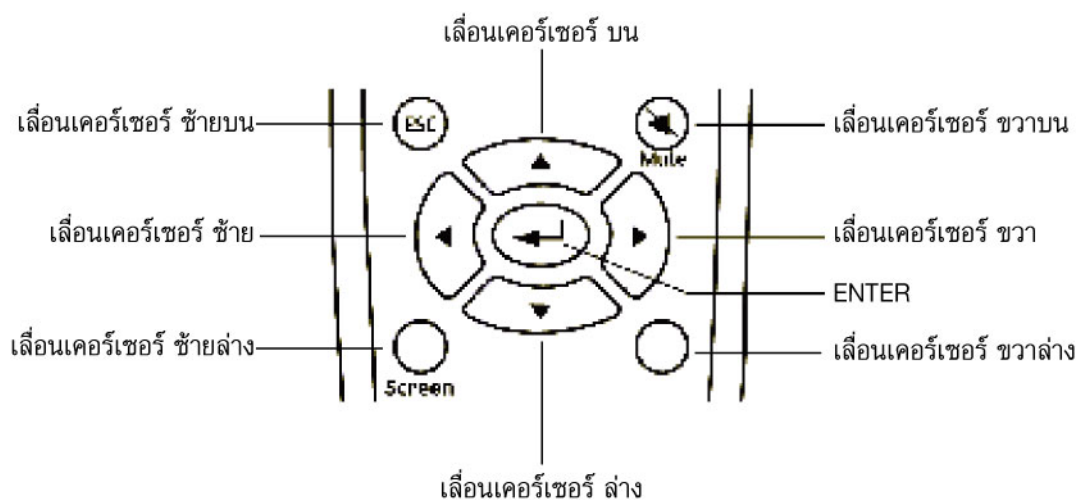 เลื่อนเคอร์เซอร์ บน
เลื่อนเคอร์เซอร์ ซ้ายบน
ESC
Mute
เลื่อนเคอร์เซอร์ ขวาบน
เลื่อนเคอร์เซอร์ ซ้าย
เลื่อนเคอร์เซอร์ ขวา
ENTER
เลื่อนเคอร์เซอร์ ซ้ายล่าง
เลื่อนเคอร์เซอร์ ขวาล่าง
Screen
เลื่อนเคอร์เซอร์ ล่าง